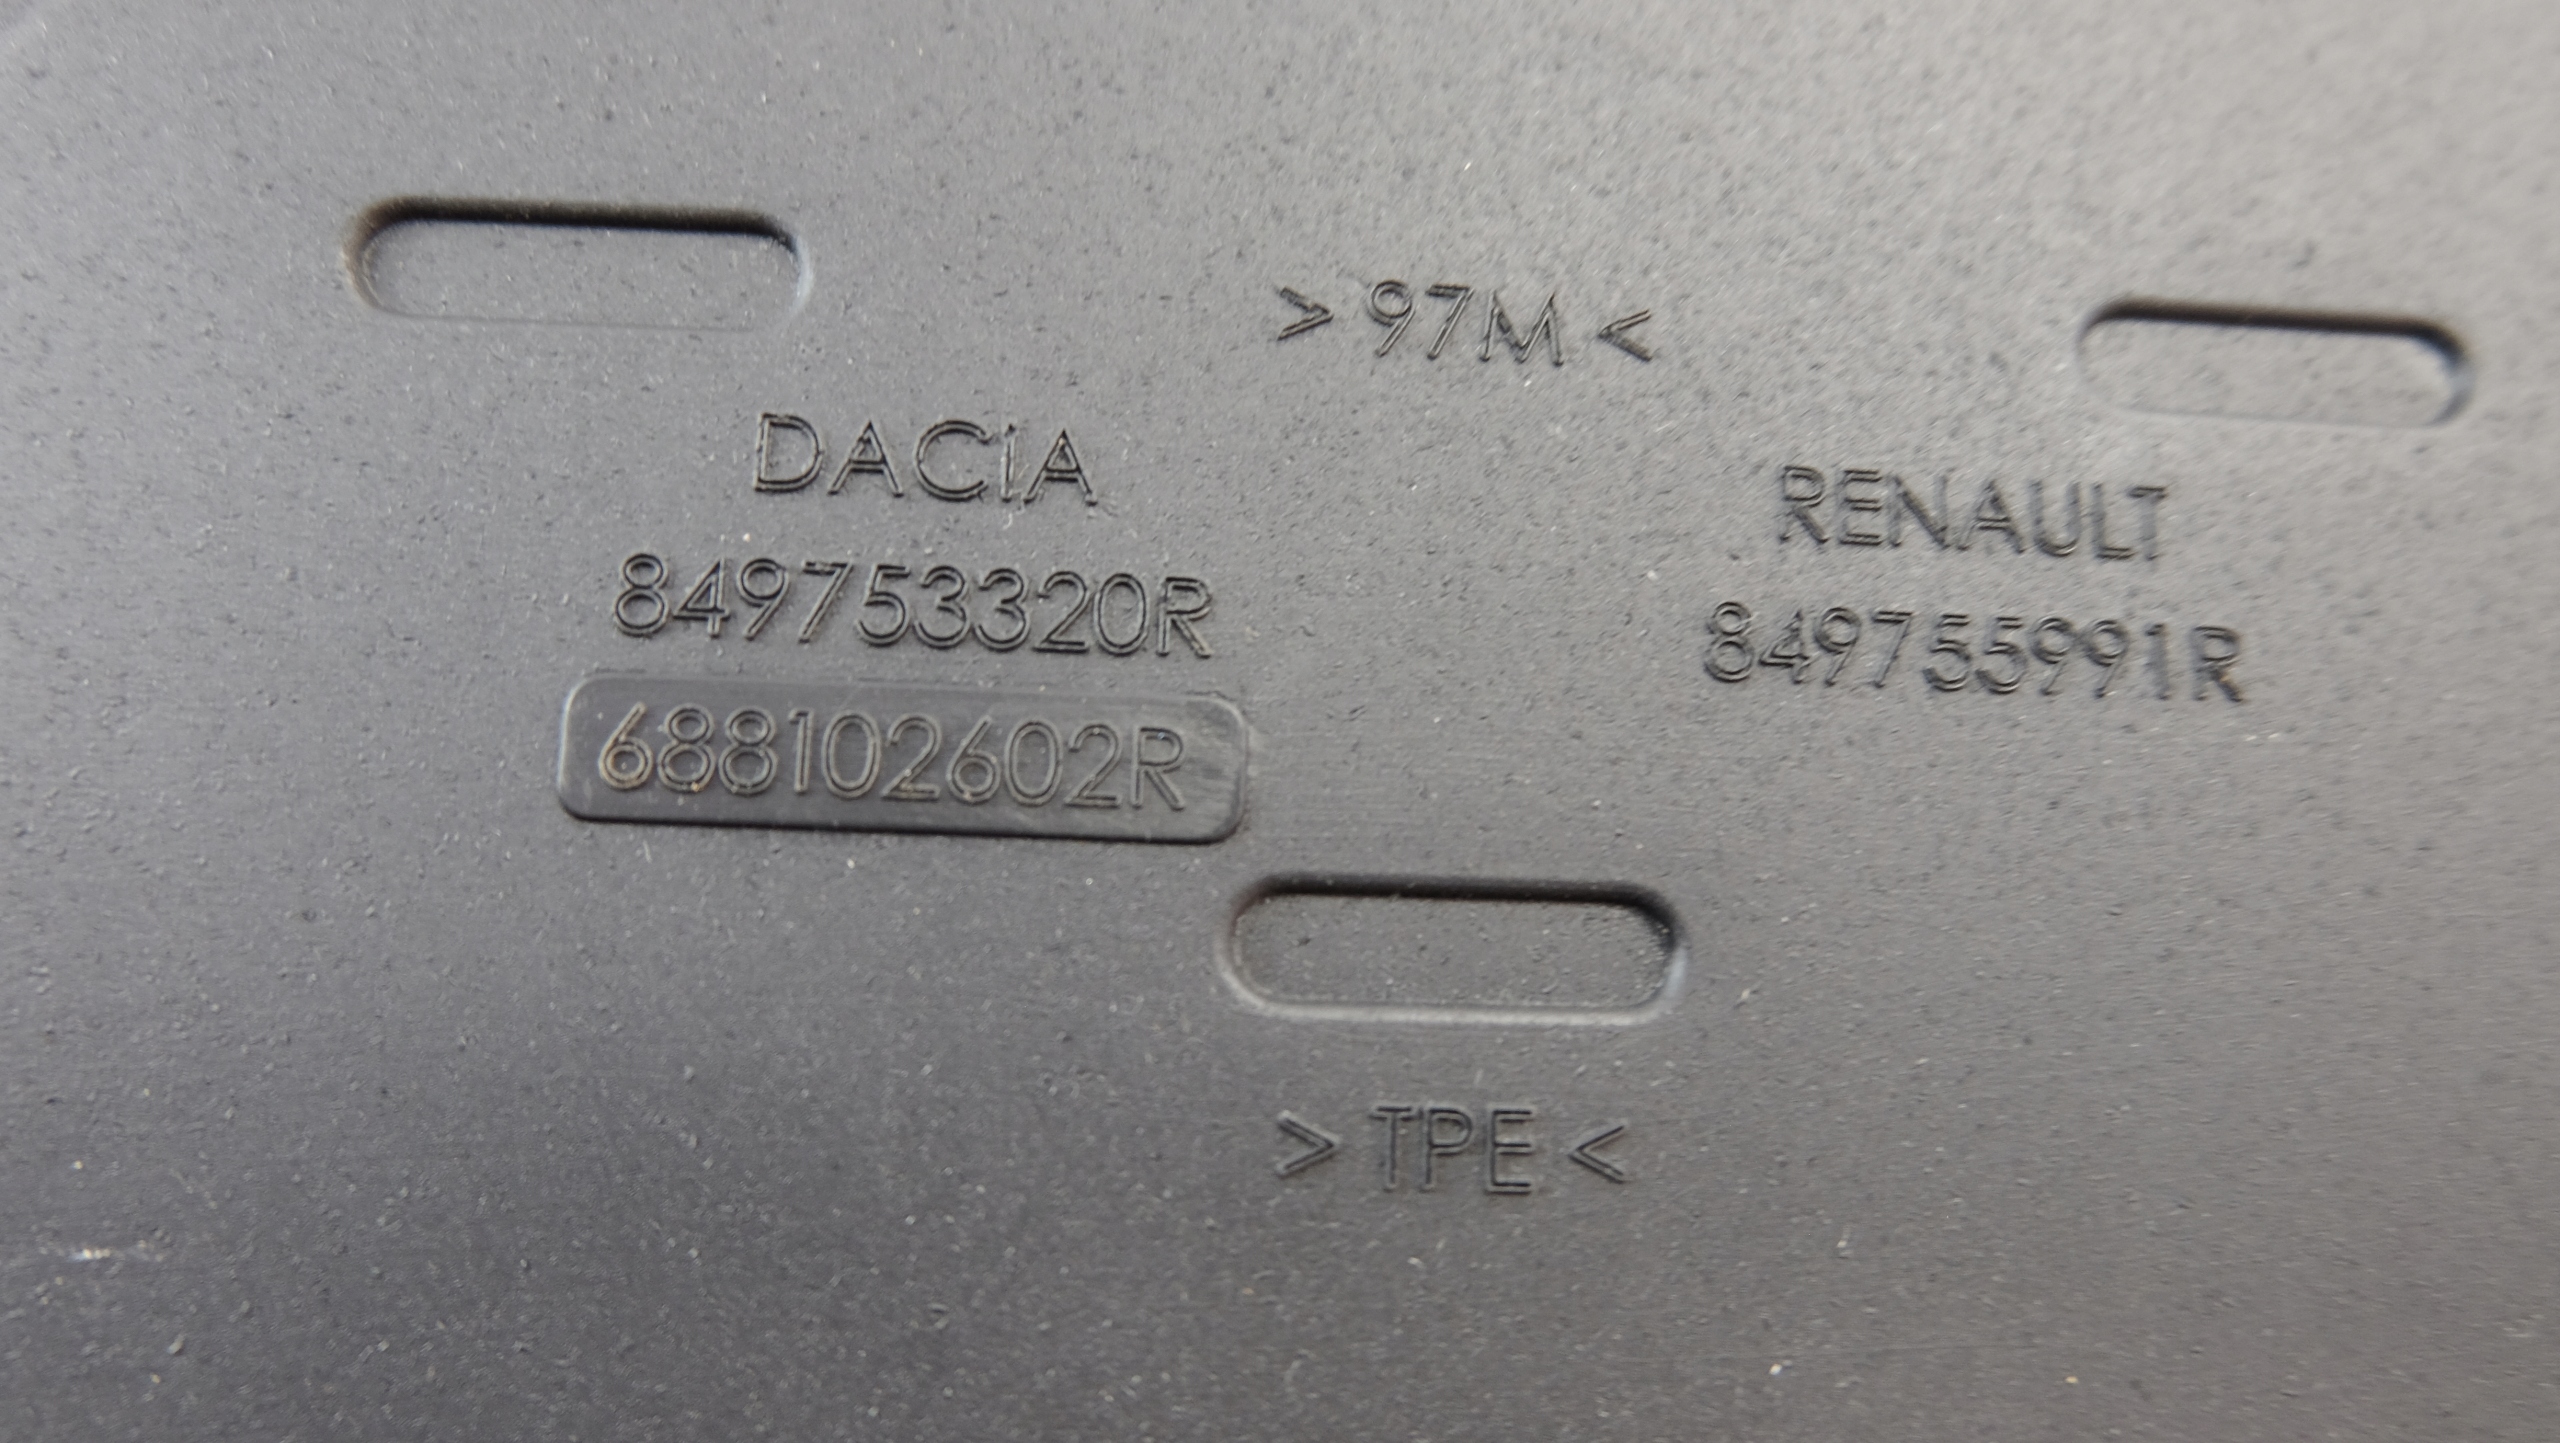 > 97M <
DACIA
849753320R
688102602R
RENAULT
849755991R
> TPE <